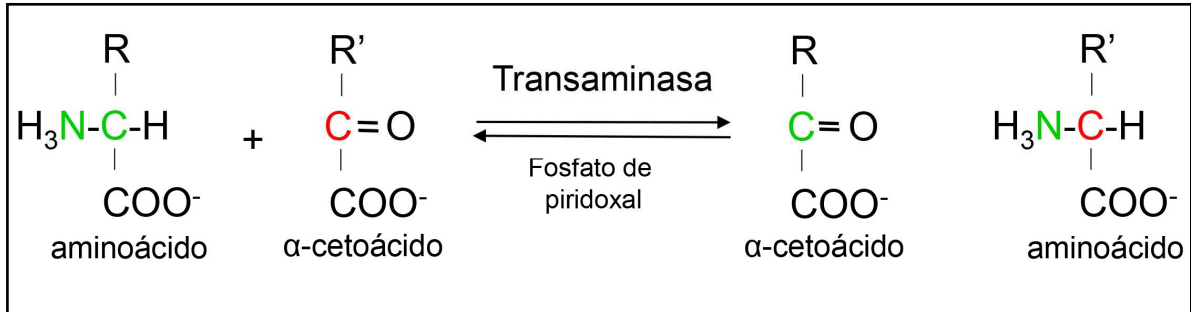 R
H₃N-C-H
COO⁻
aminoácido
+
R’
C=O
COO⁻
α-cetoácido
Transaminasa
Fosfato de
piridoxal
R
C=O
COO⁻
α-cetoácido
R’
H₃N-C-H
COO⁻
aminoácido